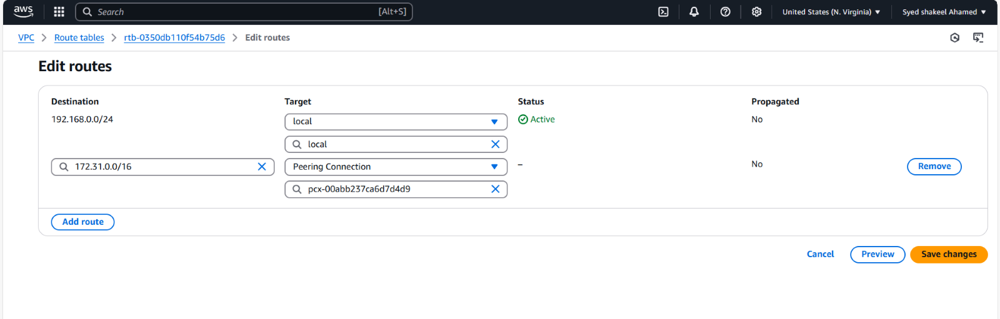 aws Search [Alt+S] United States (N. Virginia) Syed shakeel Ahamed
VPC > Route tables > rtb-0350db110f54b75d6 > Edit routes
Edit routes
Destination Target Status Propagated
192.168.0.0/24 local Active No
local
172.31.0.0/16 Peering Connection – No Remove
pcx-00abb237ca6d7d4d9
Add route
Cancel Preview Save changes